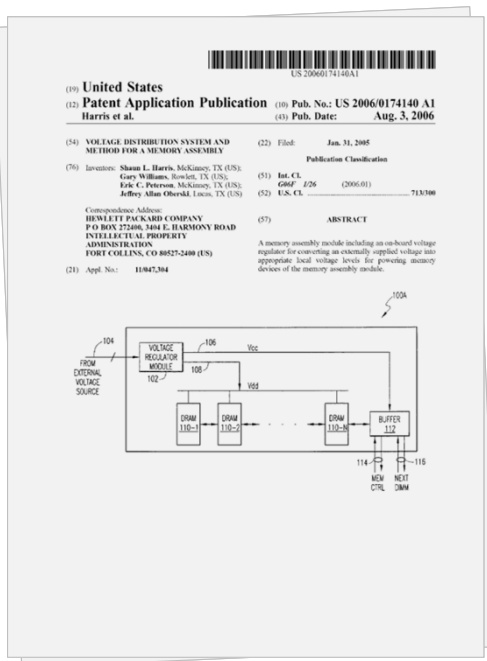 US 20060174140A1
(19) United States
(12) Patent Application Publication (10) Pub. No.: US 2006/0174140 A1
Harris et al. (43) Pub. Date: Aug. 3, 2006
(54) VOLTAGE DISTRIBUTION SYSTEM AND
METHOD FOR A MEMORY ASSEMBLY
(76) Inventors: Shaun L. Harris, McKinney, TX (US);
Gary Williams, Rowlett, TX (US);
Eric C. Peterson, McKinney, TX (US);
Jeffrey Allan Oberski, Lucas, TX (US)
Correspondence Address:
HEWLETT PACKARD COMPANY
P O BOX 272400, 3404 E. HARMONY ROAD
INTELLECTUAL PROPERTY
ADMINISTRATION
FORT COLLINS, CO 80527-2400 (US)
(21) Appl. No.: 11/047,304
(22) Filed: Jan. 31, 2005
Publication Classification
(51) Int. Cl.
G06F 1/26 (2006.01)
(52) U.S. Cl. .......... 713/300
(57) ABSTRACT
A memory assembly module including an on-board voltage
regulator for converting an externally supplied voltage into
appropriate local voltage levels for powering memory
devices of the memory assembly module.
100A
104
FROM
EXTERNAL
VOLTAGE
SOURCE
VOLTAGE
REGULATOR
MODULE
102
106
108
Vcc
Vdd
DRAM
110-1
DRAM
110-2
DRAM
110-N
BUFFER
112
114
116
MEM
CTRL
NEXT
DIMM